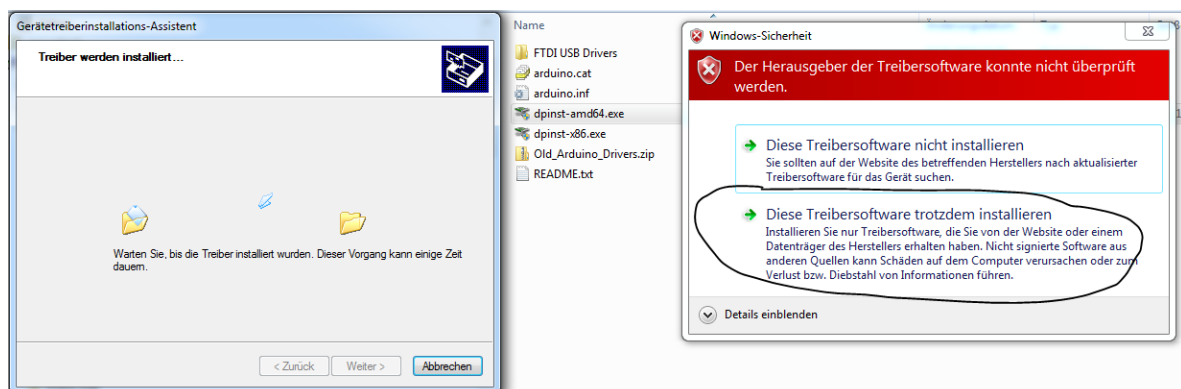 Gerätetreiberinstallations-Assistent
Treiber werden installiert...
Warten Sie, bis die Treiber installiert wurden. Dieser Vorgang kann einige Zeit
dauern.
< Zurück
Weiter >
Abbrechen
Name
FTDI USB Drivers
arduino.cat
arduino.inf
dpinst-amd64.exe
dpinst-x86.exe
Old_Arduino_Drivers.zip
README.txt
Windows-Sicherheit
Der Herausgeber der Treibersoftware konnte nicht überprüft
werden.
Diese Treibersoftware nicht installieren
Sie sollten auf der Website des betreffenden Herstellers nach aktualisierter
Treibersoftware für das Gerät suchen.
Diese Treibersoftware trotzdem installieren
Installieren Sie nur Treibersoftware, die Sie von der Website oder einem
Datenträger des Herstellers erhalten haben. Nicht signierte Software aus
anderen Quellen kann Schäden auf dem Computer verursachen oder zum
Verlust bzw. Diebstahl von Informationen führen.
Details einblenden